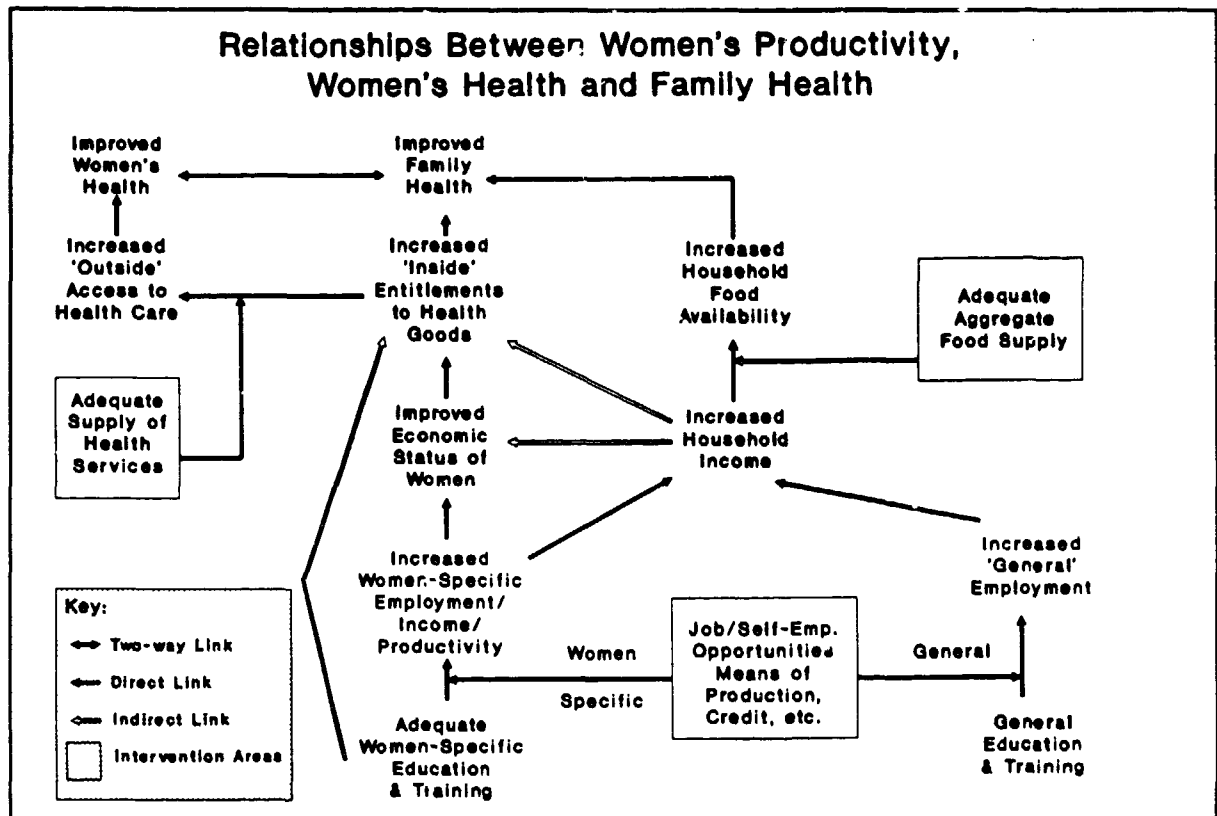 Relationships Between Women's Productivity,
Women's Health and Family Health
Improved
Women's
Health
Improved
Family
Health
Increased
'Outside'
Access to
Health Care
Increased
'Inside'
Entitlements
to Health
Goods
Increased
Household
Food
Availability
Adequate
Aggregate
Food Supply
Adequate
Supply of
Health
Services
Improved
Economic
Status of
Women
Increased
Household
Income
Increased
Women-Specific
Employment/
Income/
Productivity
Increased
'General'
Employment
Key:
Two-way Link
Direct Link
Indirect Link
Intervention Areas
Women
Specific
Job/Self-Emp.
Opportunities
Means of
Production,
Credit, etc.
General
Adequate
Women-Specific
Education
& Training
General
Education
& Training